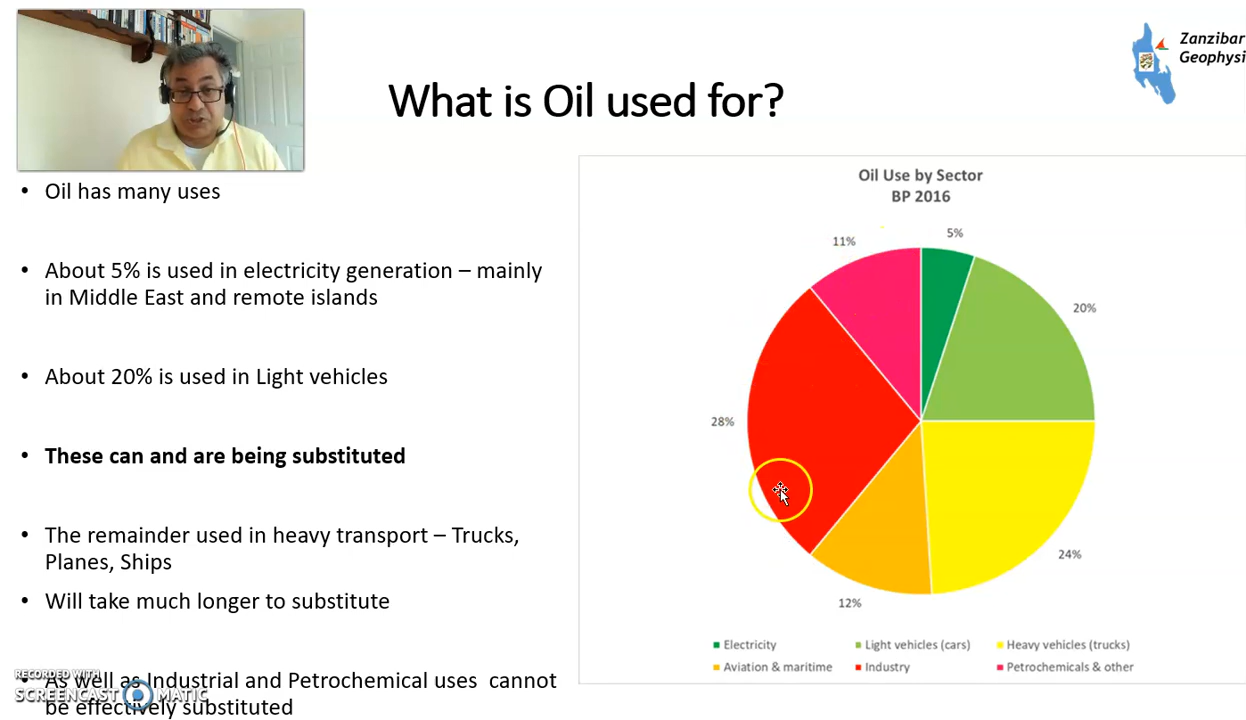 Zanzibar
Geophysi
What is Oil used for?
• Oil has many uses
• About 5% is used in electricity generation – mainly
in Middle East and remote islands
• About 20% is used in Light vehicles
• These can and are being substituted
• The remainder used in heavy transport – Trucks,
Planes, Ships
• Will take much longer to substitute
• As well as Industrial and Petrochemical uses cannot
be effectively substituted
Oil Use by Sector
BP 2016
5%
20%
24%
12%
28%
11%
Electricity
Light vehicles (cars)
Heavy vehicles (trucks)
Aviation & maritime
Industry
Petrochemicals & other
RECORDED WITH
SCREENCAST MATIC